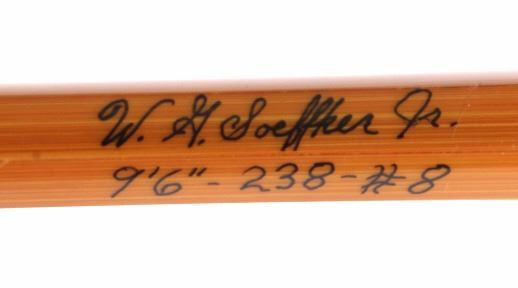 W. H. Soeffker Jr.
9'6" - 238 - # 8